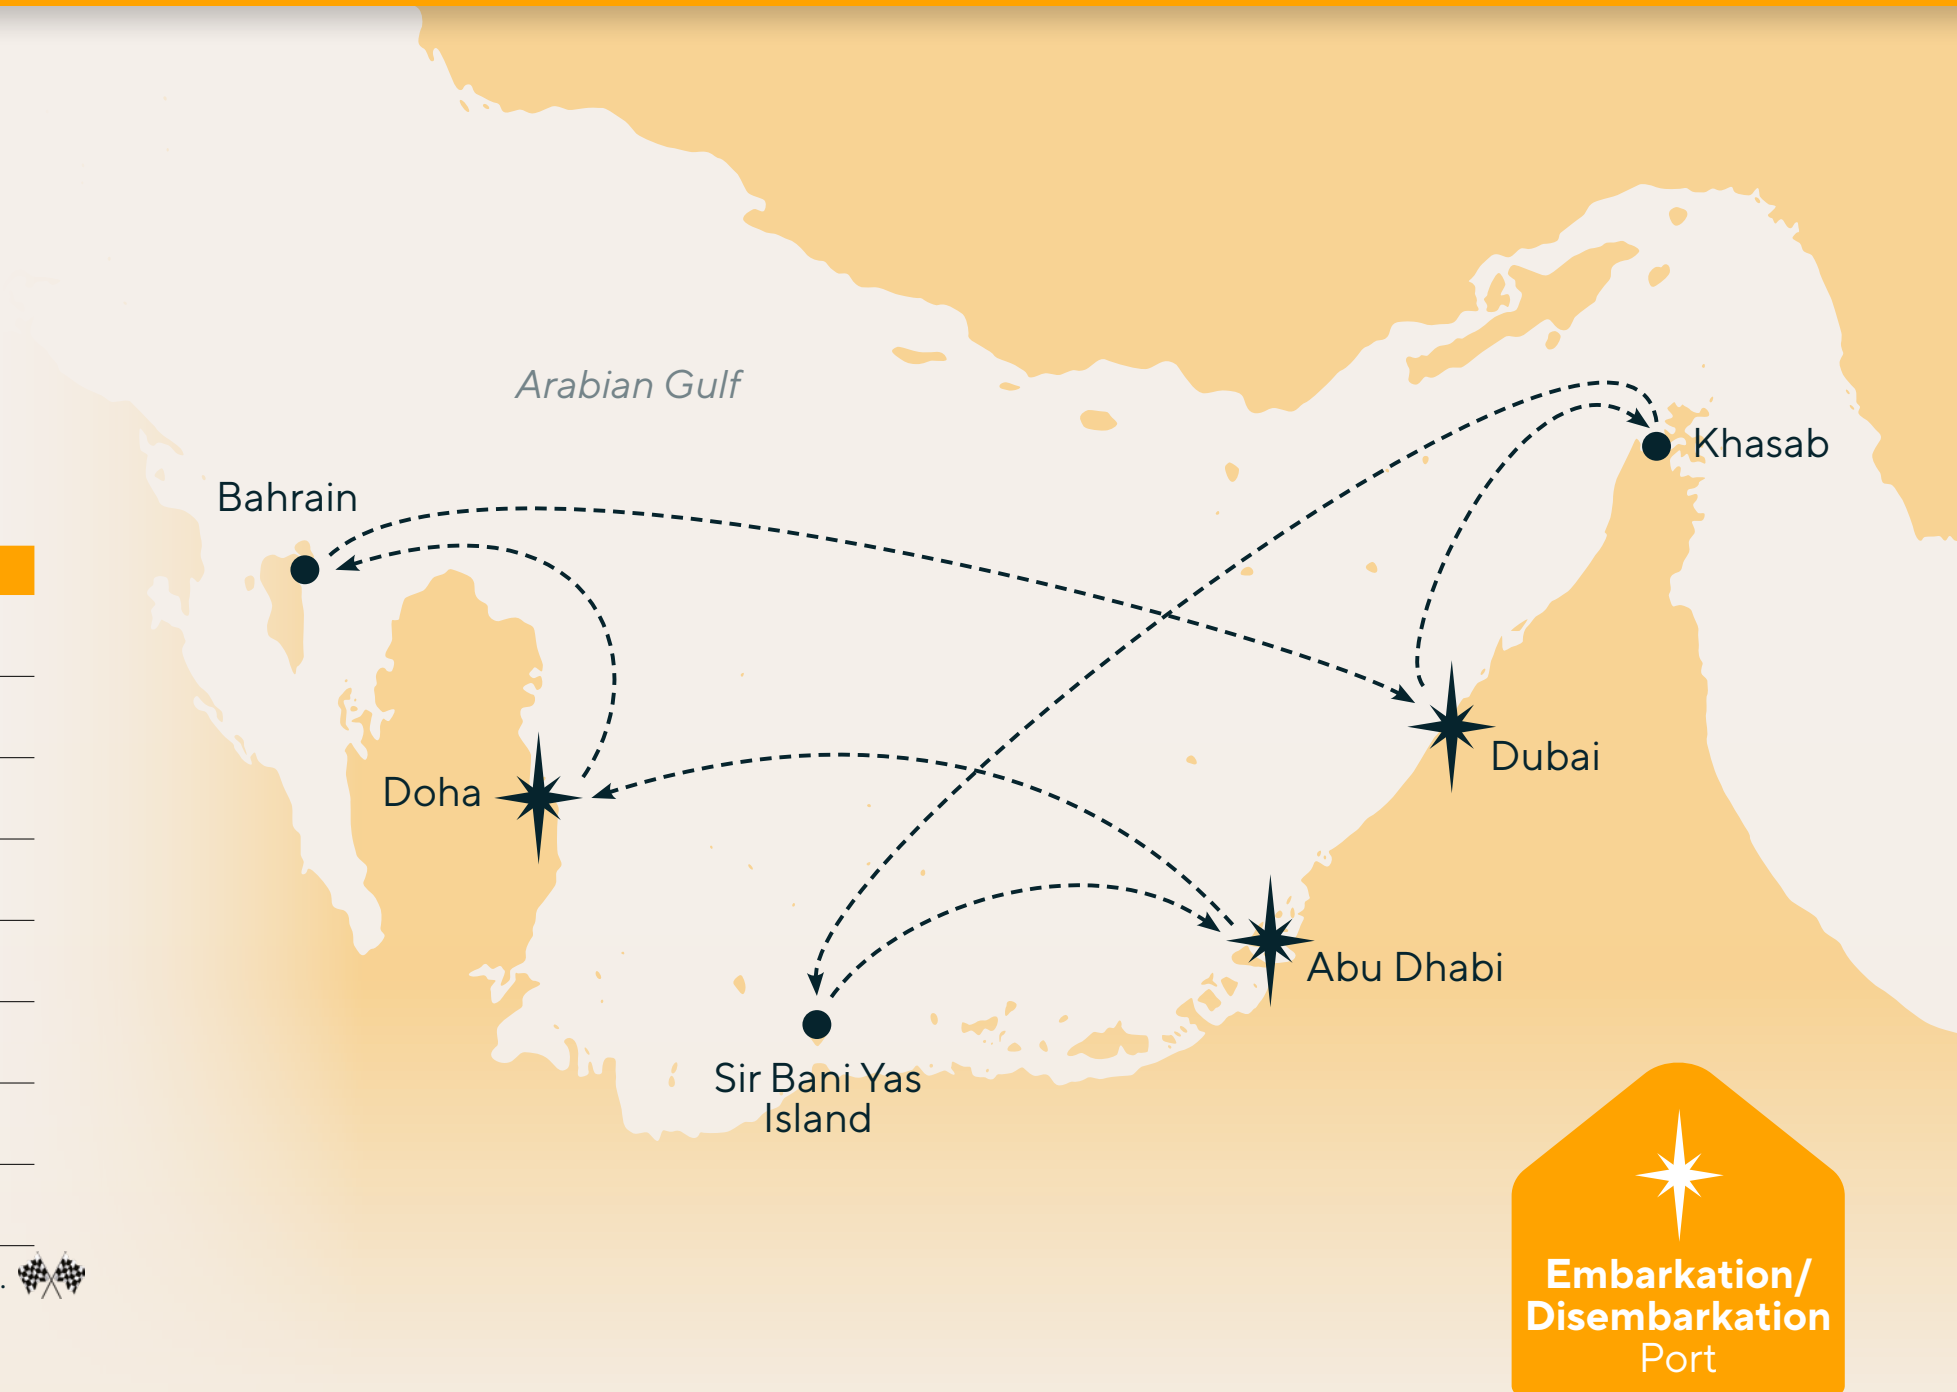 Arabian Gulf
Khasab
Bahrain
Dubai
Doha
Abu Dhabi
Sir Bani Yas
Island
Embarkation/
Disembarkation
Port